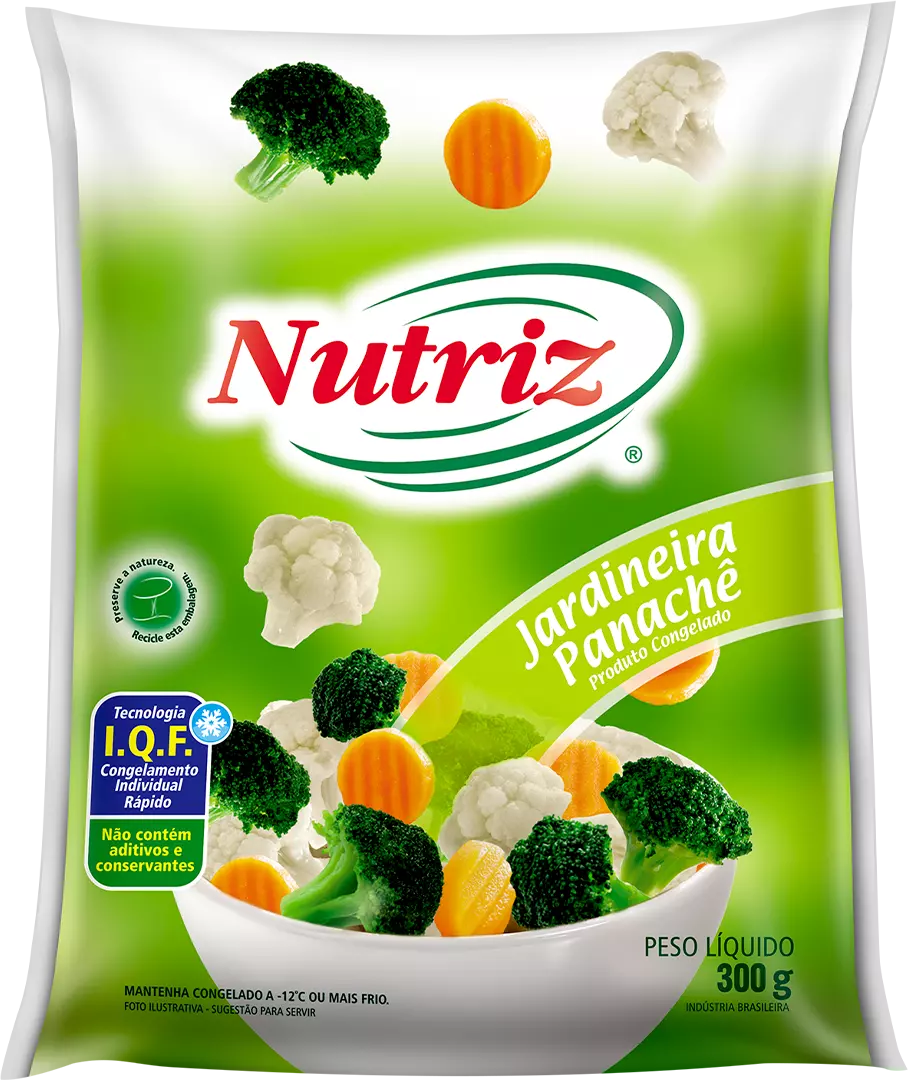 Nutriz
®
Jardineira
Panachê
Produto Congelado
Preserve a natureza.
Recicle esta embalagem.
Tecnologia
I.Q.F.
Congelamento
Individual
Rápido
Não contém
aditivos e
conservantes
PESO LÍQUIDO
300 g
INDÚSTRIA BRASILEIRA
MANTENHA CONGELADO A -12°C OU MAIS FRIO.
FOTO ILUSTRATIVA - SUGESTÃO PARA SERVIR